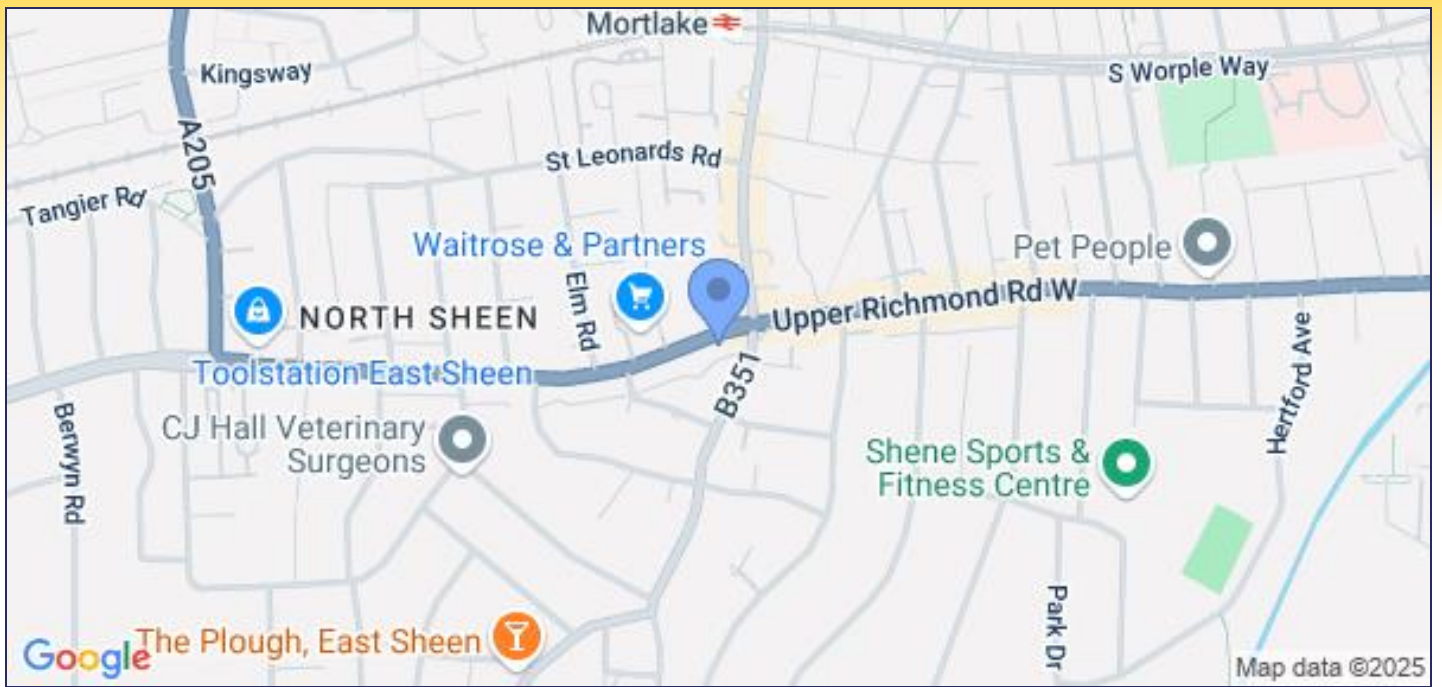 Mortlake
Kingsway
S Worple Way
A205
St Leonards Rd
Tangier Rd
Waitrose & Partners
Pet People
Elm Rd
NORTH SHEEN
Upper Richmond Rd W
Toolstation East Sheen
B351
Hertford Ave
Berwyn Rd
CJ Hall Veterinary
Surgeons
Shene Sports &
Fitness Centre
Park Dr
The Plough, East Sheen
Google
Map data ©2025